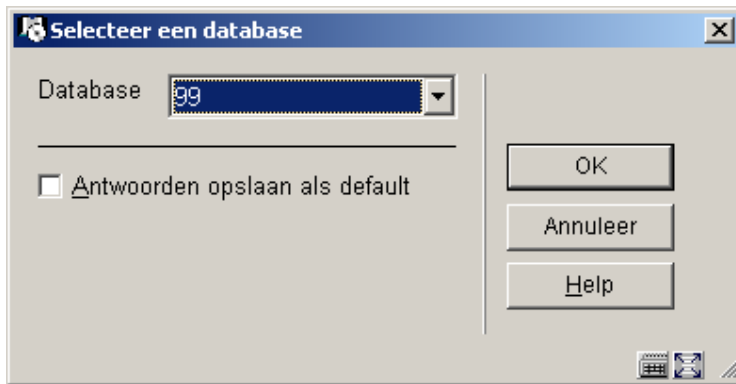 Selecteer een database
Database 99
Antwoorden opslaan als default
OK
Annuleer
Help